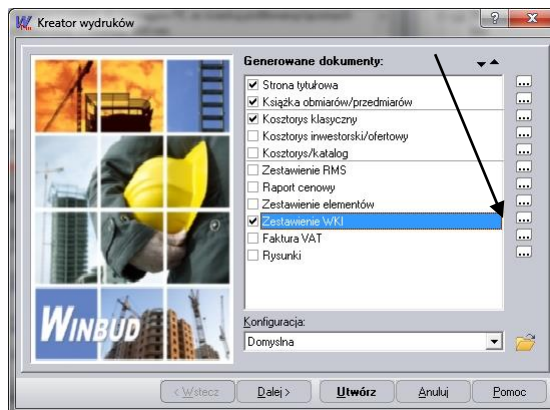 Kreator wydruków
Generowane dokumenty:
Strona tytułowa
Książka obmiarów/przedmiarów
Kosztorys klasyczny
Kosztorys inwestorski/ofertowy
Kosztorys/katalog
Zestawienie RMS
Raport cenowy
Zestawienie elementów
Zestawienie WKI
Faktura VAT
Rysunki
WINBUD
Konfiguracja:
Domyslna
< Wstecz
Dalej >
Utwórz
Anuluj
Pomoc